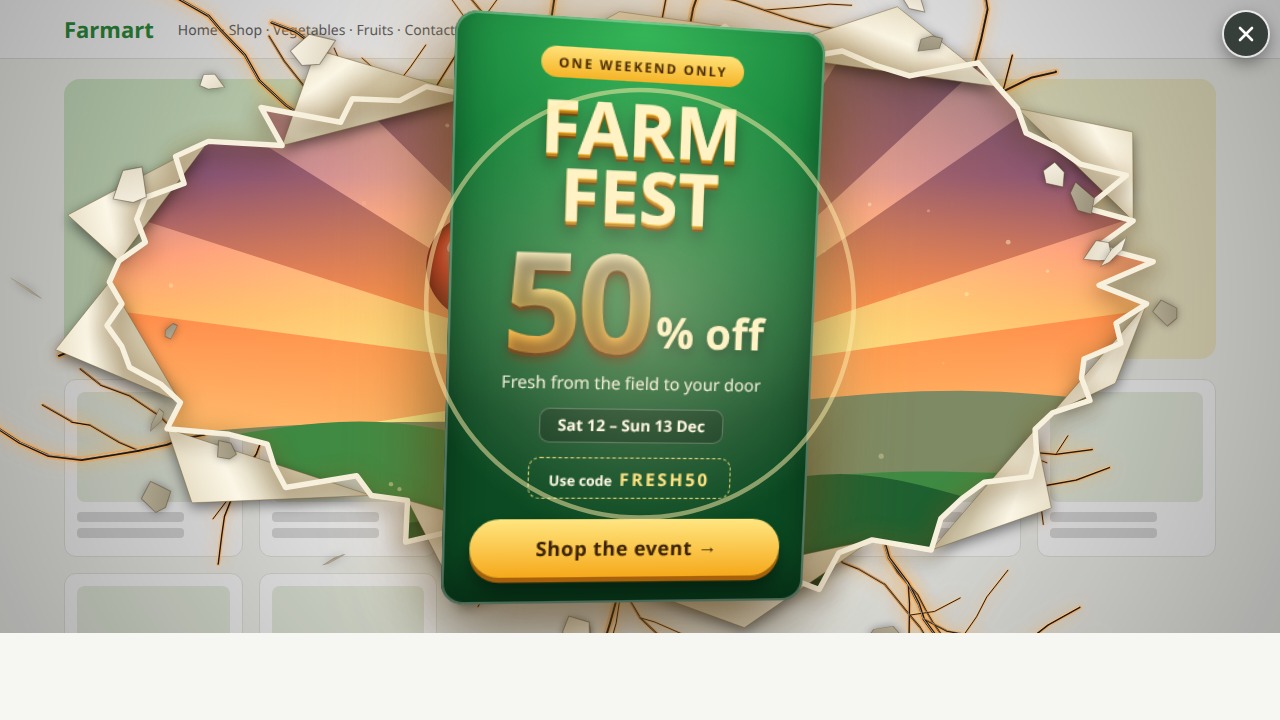 Farmart
Home · Shop · Vegetables · Fruits · Contact
ONE WEEKEND ONLY
FARM
FEST
50% off
Fresh from the field to your door
Sat 12 – Sun 13 Dec
Use code FRESH50
Shop the event →